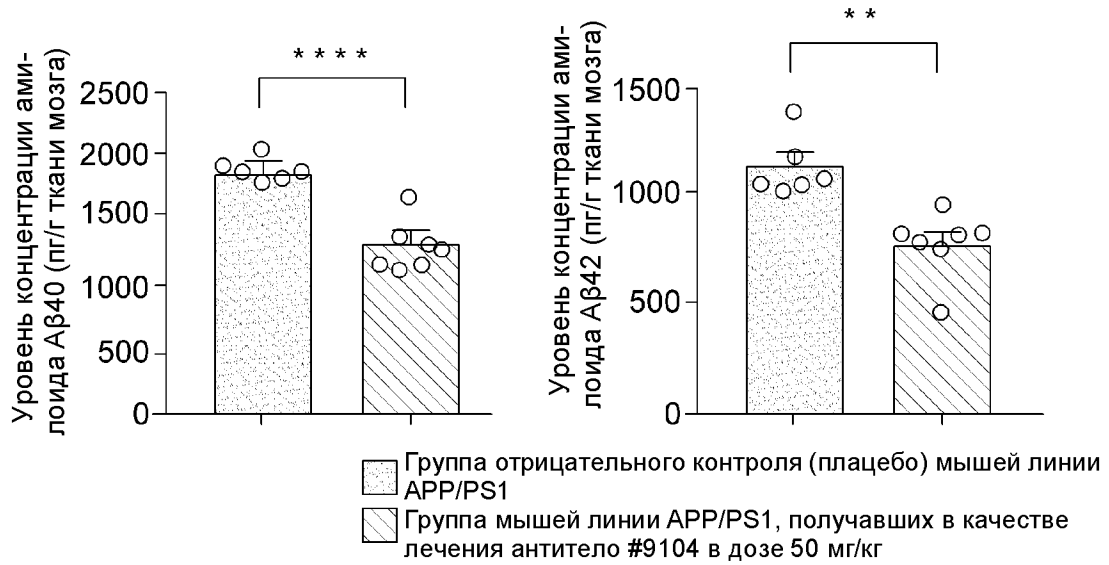 Уровень концентрации ами-
лоида Аβ40 (пг/г ткани мозга)
* * * *
2500
2000
1500
1000
500
0
Уровень концентрации ами-
лоида Аβ42 (пг/г ткани мозга)
* *
1500
1000
500
0
Группа отрицательного контроля (плацебо) мышей линии
APP/PS1
Группа мышей линии APP/PS1, получавших в качестве
лечения антитело #9104 в дозе 50 мг/кг